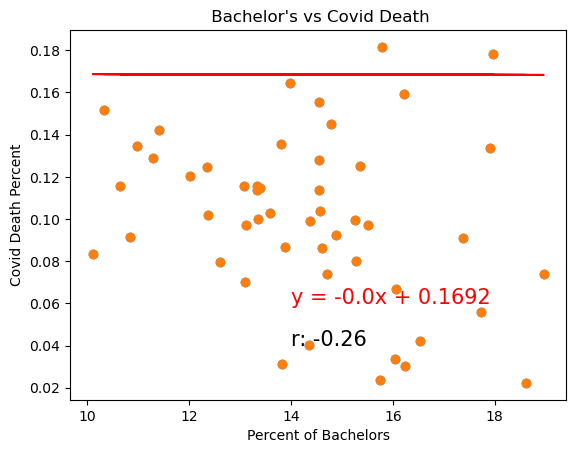 Bachelor's vs Covid Death
Covid Death Percent
0.18
0.16
0.14
0.12
0.10
0.08
0.06
0.04
0.02
y = -0.0x + 0.1692
r: -0.26
10
12
14
16
18
Percent of Bachelors